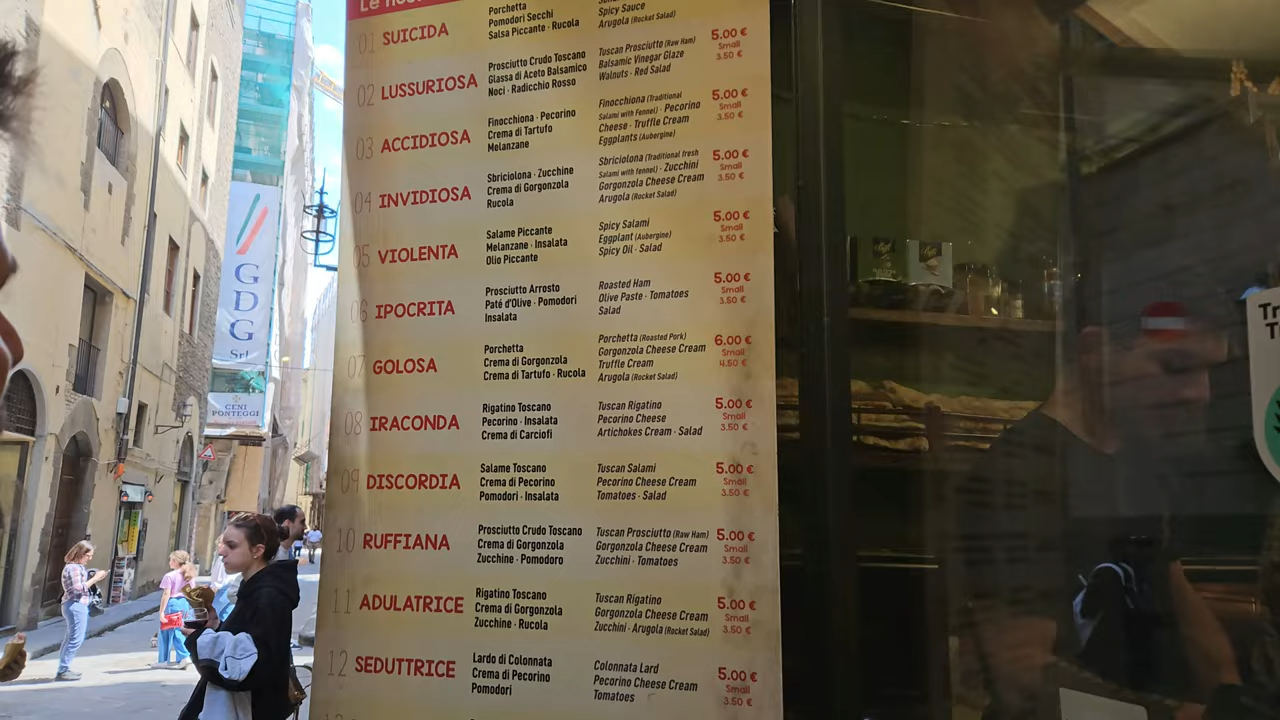 Le nos
01 SUICIDA
Porchetta
Pomodori Secchi
Salsa Piccante · Rucola
Spicy Sauce
Arugola (Rocket Salad)
5.00 €
Small
3.50 €
02 LUSSURIOSA
Prosciutto Crudo Toscano
Glassa di Aceto Balsamico
Noci · Radicchio Rosso
Tuscan Prosciutto (Raw Ham)
Balsamic Vinegar Glaze
Walnuts · Red Salad
5.00 €
Small
3.50 €
03 ACCIDIOSA
Finocchiona · Pecorino
Crema di Tartufo
Melanzane
Finocchiona (Traditional
Salami with Fennel) · Pecorino
Cheese · Truffle Cream
Eggplants (Aubergine)
5.00 €
Small
3.50 €
04 INVIDIOSA
Sbriciolona · Zucchine
Crema di Gorgonzola
Rucola
Sbriciolona (Traditional fresh
Salami with fennel) · Zucchini
Gorgonzola Cheese Cream
Arugola (Rocket Salad)
5.00 €
Small
3.50 €
05 VIOLENTA
Salame Piccante
Melanzane · Insalata
Olio Piccante
Spicy Salami
Eggplant (Aubergine)
Spicy Oil · Salad
5.00 €
Small
3.50 €
06 IPOCRITA
Prosciutto Arrosto
Paté d'Olive · Pomodori
Insalata
Roasted Ham
Olive Paste · Tomatoes
Salad
5.00 €
Small
3.50 €
07 GOLOSA
Porchetta
Crema di Gorgonzola
Crema di Tartufo · Rucola
Porchetta (Roasted Pork)
Gorgonzola Cheese Cream
Truffle Cream
Arugola (Rocket Salad)
6.00 €
Small
4.50 €
08 IRACONDA
Rigatino Toscano
Pecorino · Insalata
Crema di Carciofi
Tuscan Rigatino
Pecorino Cheese
Artichokes Cream · Salad
5.00 €
Small
3.50 €
09 DISCORDIA
Salame Toscano
Crema di Pecorino
Pomodori · Insalata
Tuscan Salami
Pecorino Cheese Cream
Tomatoes · Salad
5.00 €
Small
3.50 €
10 RUFFIANA
Prosciutto Crudo Toscano
Crema di Gorgonzola
Zucchine · Pomodoro
Tuscan Prosciutto (Raw Ham)
Gorgonzola Cheese Cream
Zucchini · Tomatoes
5.00 €
Small
3.50 €
11 ADULATRICE
Rigatino Toscano
Crema di Gorgonzola
Zucchine · Rucola
Tuscan Rigatino
Gorgonzola Cheese Cream
Zucchini · Arugola (Rocket Salad)
5.00 €
Small
3.50 €
12 SEDUTTRICE
Lardo di Colonnata
Crema di Pecorino
Pomodori
Colonnata Lard
Pecorino Cheese Cream
Tomatoes
5.00 €
Small
3.50 €
GDG
Srl
CENI
PONTEGGI